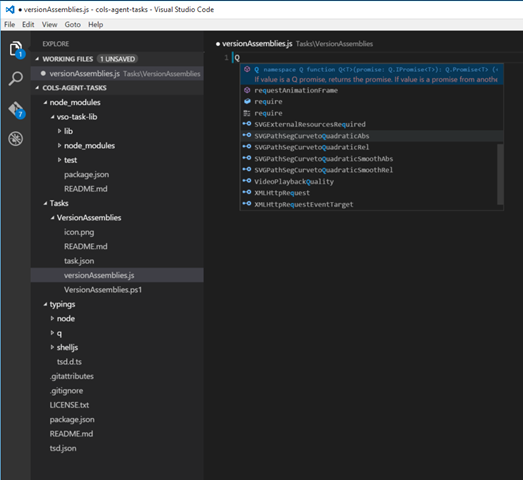 versionAssemblies.js - cols-agent-tasks - Visual Studio Code
File Edit View Goto Help
EXPLORE
WORKING FILES 1 UNSAVED
versionAssemblies.js Tasks\VersionAssemblies
COLS-AGENT-TASKS
node_modules
vso-task-lib
lib
node_modules
test
package.json
README.md
Tasks
VersionAssemblies
icon.png
README.md
task.json
versionAssemblies.js
VersionAssemblies.ps1
typings
node
q
shelljs
tsd.d.ts
.gitattributes
.gitignore
LICENSE.txt
package.json
README.md
tsd.json
1
7
versionAssemblies.js Tasks\VersionAssemblies
1 Q
Q namespace Q function Q<T>(promise: Q.IPromise<T>): Q.Promise<T> (
If value is a Q promise, returns the promise. If value is a promise from anothe
requestAnimationFrame
require
require
SVGExternalResourcesRequired
SVGPathSegCurvetoQuadraticAbs
SVGPathSegCurvetoQuadraticRel
SVGPathSegCurvetoQuadraticSmoothAbs
SVGPathSegCurvetoQuadraticSmoothRel
VideoPlaybackQuality
XMLHttpRequest
XMLHttpRequestEventTarget